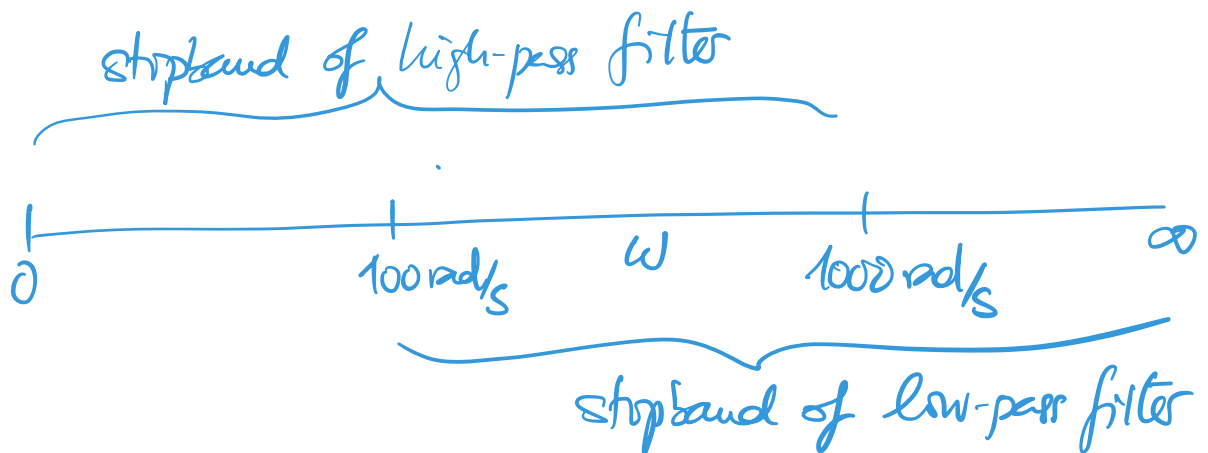 stopband of high-pass filter
0 100 rad/s ω 1000 rad/s ∞
stopband of low-pass filter